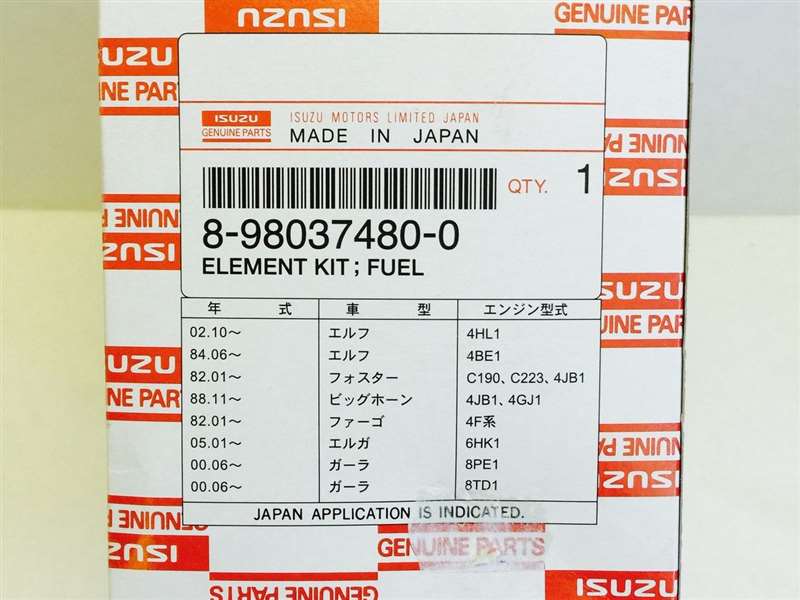 ISUZU
GENUINE PARTS
ISUZU
GENUINE PARTS
ISUZU MOTORS LIMITED JAPAN
MADE IN JAPAN
QTY. 1
8-98037480-0
ELEMENT KIT; FUEL
年 式 車 型 エンジン型式
02.10～ エルフ 4HL1
84.06～ エルフ 4BE1
82.01～ フォスター C190、C223、4JB1
88.11～ ビッグホーン 4JB1、4GJ1
82.01～ ファーゴ 4F系
05.01～ エルガ 6HK1
00.06～ ガーラ 8PE1
00.06～ ガーラ 8TD1
JAPAN APPLICATION IS INDICATED.
GENUINE PARTS
ISUZU
GENUINE PARTS
ISUZU